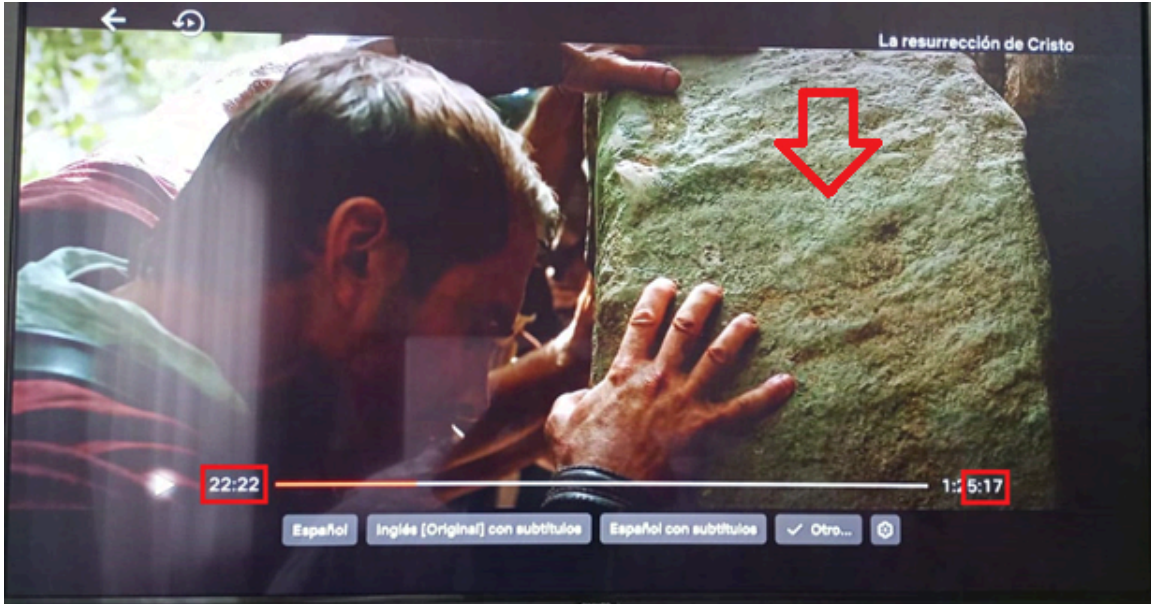 La resurrección de Cristo
22:22 1:25:17
Español Inglés [Original] con subtítulos Español con subtítulos Otro...